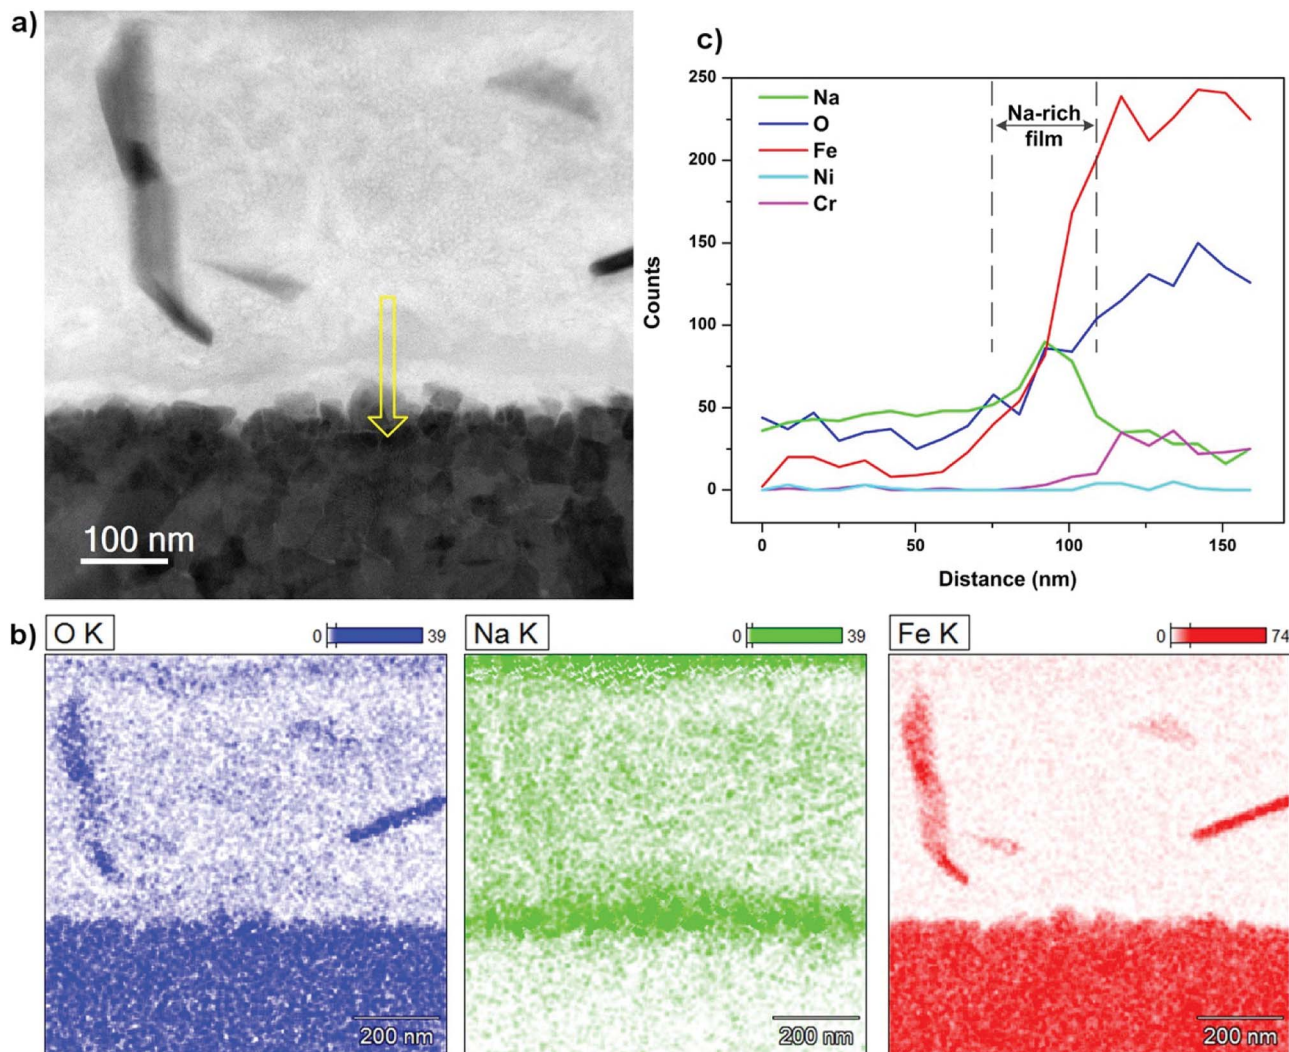 a)
100 nm
c)
Na
O
Fe
Ni
Cr
Na-rich
film
250
200
150
100
50
0
Counts
0
50
100
150
Distance (nm)
b)
O K
0
39
200 nm
Na K
0
39
200 nm
Fe K
0
74
200 nm